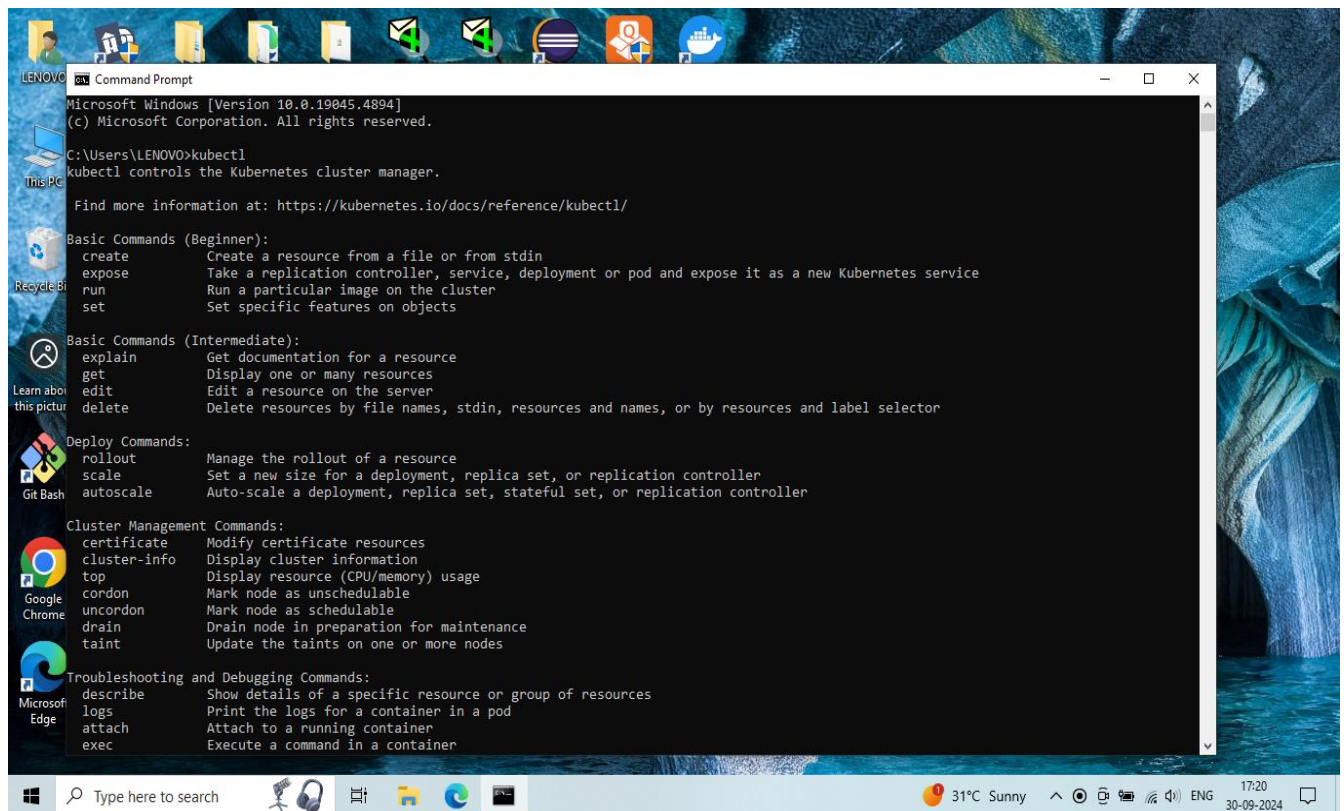 LENOVO
Command Prompt
Microsoft Windows [Version 10.0.19045.4894]
(c) Microsoft Corporation. All rights reserved.
C:\Users\LENOVO>kubectl
kubectl controls the Kubernetes cluster manager.
Find more information at: https://kubernetes.io/docs/reference/kubectl/
Basic Commands (Beginner):
create Create a resource from a file or from stdin
expose Take a replication controller, service, deployment or pod and expose it as a new Kubernetes service
run Run a particular image on the cluster
set Set specific features on objects
Basic Commands (Intermediate):
explain Get documentation for a resource
get Display one or many resources
edit Edit a resource on the server
delete Delete resources by file names, stdin, resources and names, or by resources and label selector
Deploy Commands:
rollout Manage the rollout of a resource
scale Set a new size for a deployment, replica set, or replication controller
autoscale Auto-scale a deployment, replica set, stateful set, or replication controller
Cluster Management Commands:
certificate Modify certificate resources
cluster-info Display cluster information
top Display resource (CPU/memory) usage
cordon Mark node as unschedulable
uncordon Mark node as schedulable
drain Drain node in preparation for maintenance
taint Update the taints on one or more nodes
Troubleshooting and Debugging Commands:
describe Show details of a specific resource or group of resources
logs Print the logs for a container in a pod
attach Attach to a running container
exec Execute a command in a container
This PC
Recycle Bi
Learn abou
this pictur
Git Bash
Google
Chrome
Microsof
Edge
Type here to search
31°C Sunny
ENG
17:20
30-09-2024